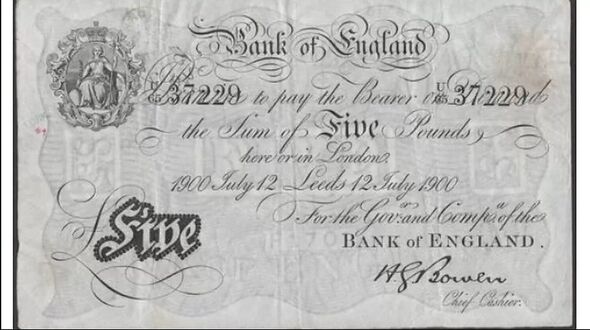 Bank of England
U/65 37229 to pay the Bearer on Demand U/65 37229
the Sum of Five Pounds
here or in London.
1900 July 12 Leeds 12 July 1900
For the Govr. and Compa. of the
£Five BANK of ENGLAND.
H G Bowen
Chief Cashier.